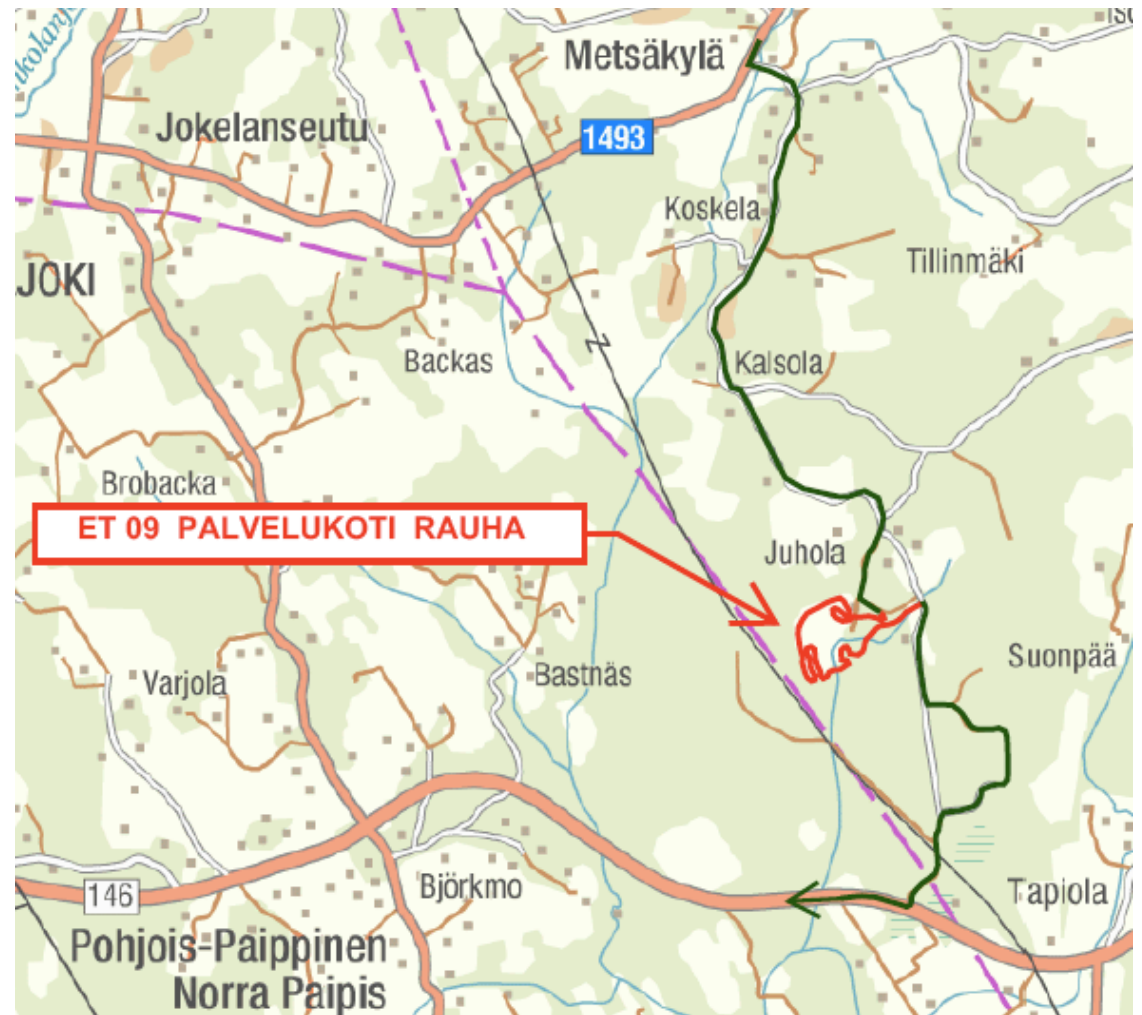 Metsäkylä
Jokelanseutu
1493
Koskela
Tillinmäki
JOKI
Backas
Kalsola
Brobacka
ET 09 PALVELUKOTI RAUHA
Juhola
Suonpää
Bastnäs
Varjola
Björkmo
146
Tapiola
Pohjois-Paippinen
Norra Paipis